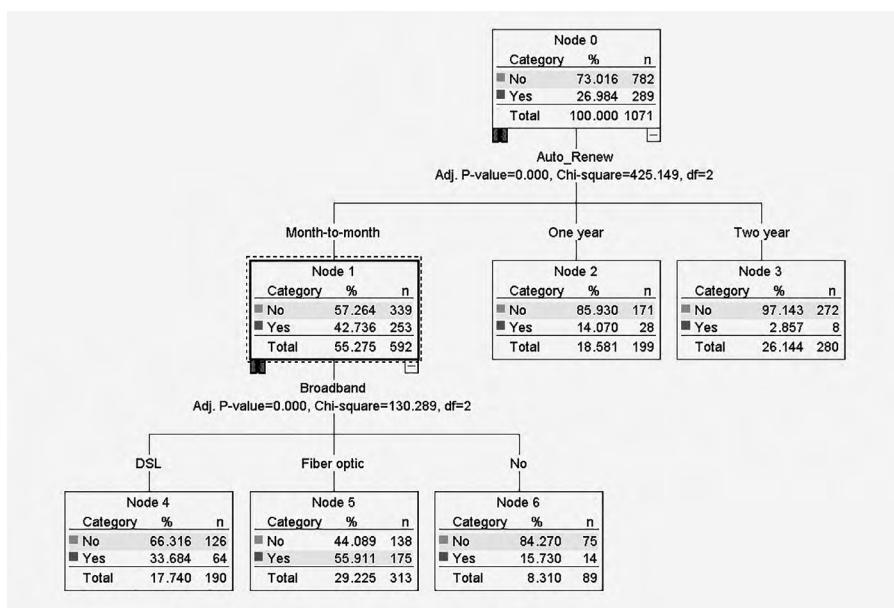 Node 0
Category % n
No 73.016 782
Yes 26.984 289
Total 100.000 1071
Auto_Renew
Adj. P-value=0.000, Chi-square=425.149, df=2
Month-to-month
One year
Two year
Node 1
Category % n
No 57.264 339
Yes 42.736 253
Total 55.275 592
Node 2
Category % n
No 85.930 171
Yes 14.070 28
Total 18.581 199
Node 3
Category % n
No 97.143 272
Yes 2.857 8
Total 26.144 280
Broadband
Adj. P-value=0.000, Chi-square=130.289, df=2
DSL
Fiber optic
No
Node 4
Category % n
No 66.316 126
Yes 33.684 64
Total 17.740 190
Node 5
Category % n
No 44.089 138
Yes 55.911 175
Total 29.225 313
Node 6
Category % n
No 84.270 75
Yes 15.730 14
Total 8.310 89